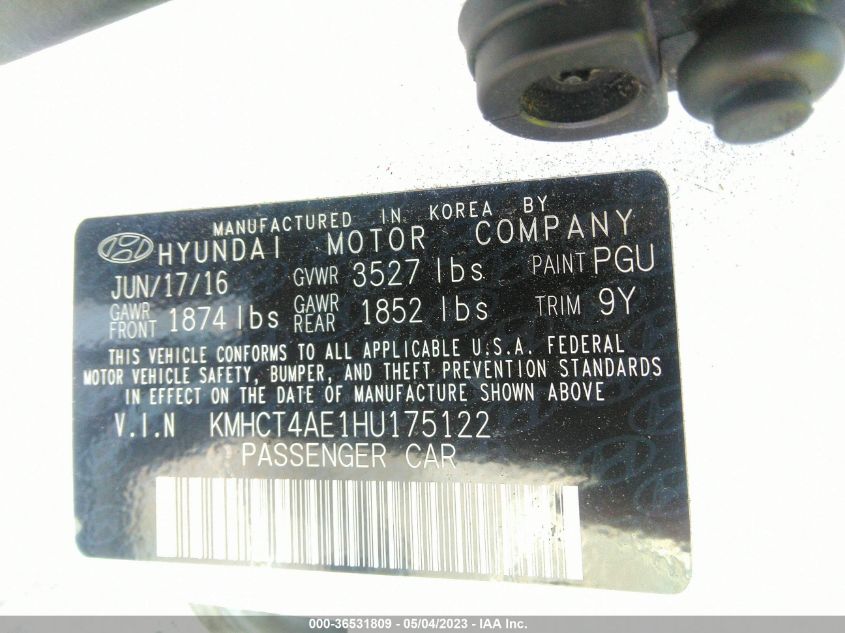 MANUFACTURED IN KOREA BY
HYUNDAI MOTOR COMPANY
JUN/17/16 GVWR 3527 lbs PAINT PGU
GAWR FRONT 1874 lbs GAWR REAR 1852 lbs TRIM 9Y
THIS VEHICLE CONFORMS TO ALL APPLICABLE U.S.A. FEDERAL
MOTOR VEHICLE SAFETY, BUMPER, AND THEFT PREVENTION STANDARDS
IN EFFECT ON THE DATE OF MANUFACTURE SHOWN ABOVE
V.I.N KMHCT4AE1HU175122
PASSENGER CAR
000-36531809 - 05/04/2023 - IAA Inc.